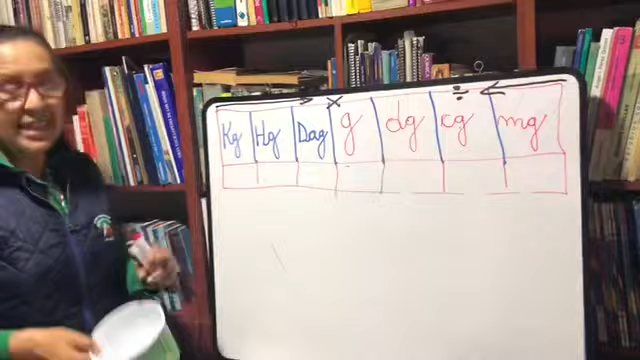 → × ÷ ←
Kg Hg Dag g dg cg mg